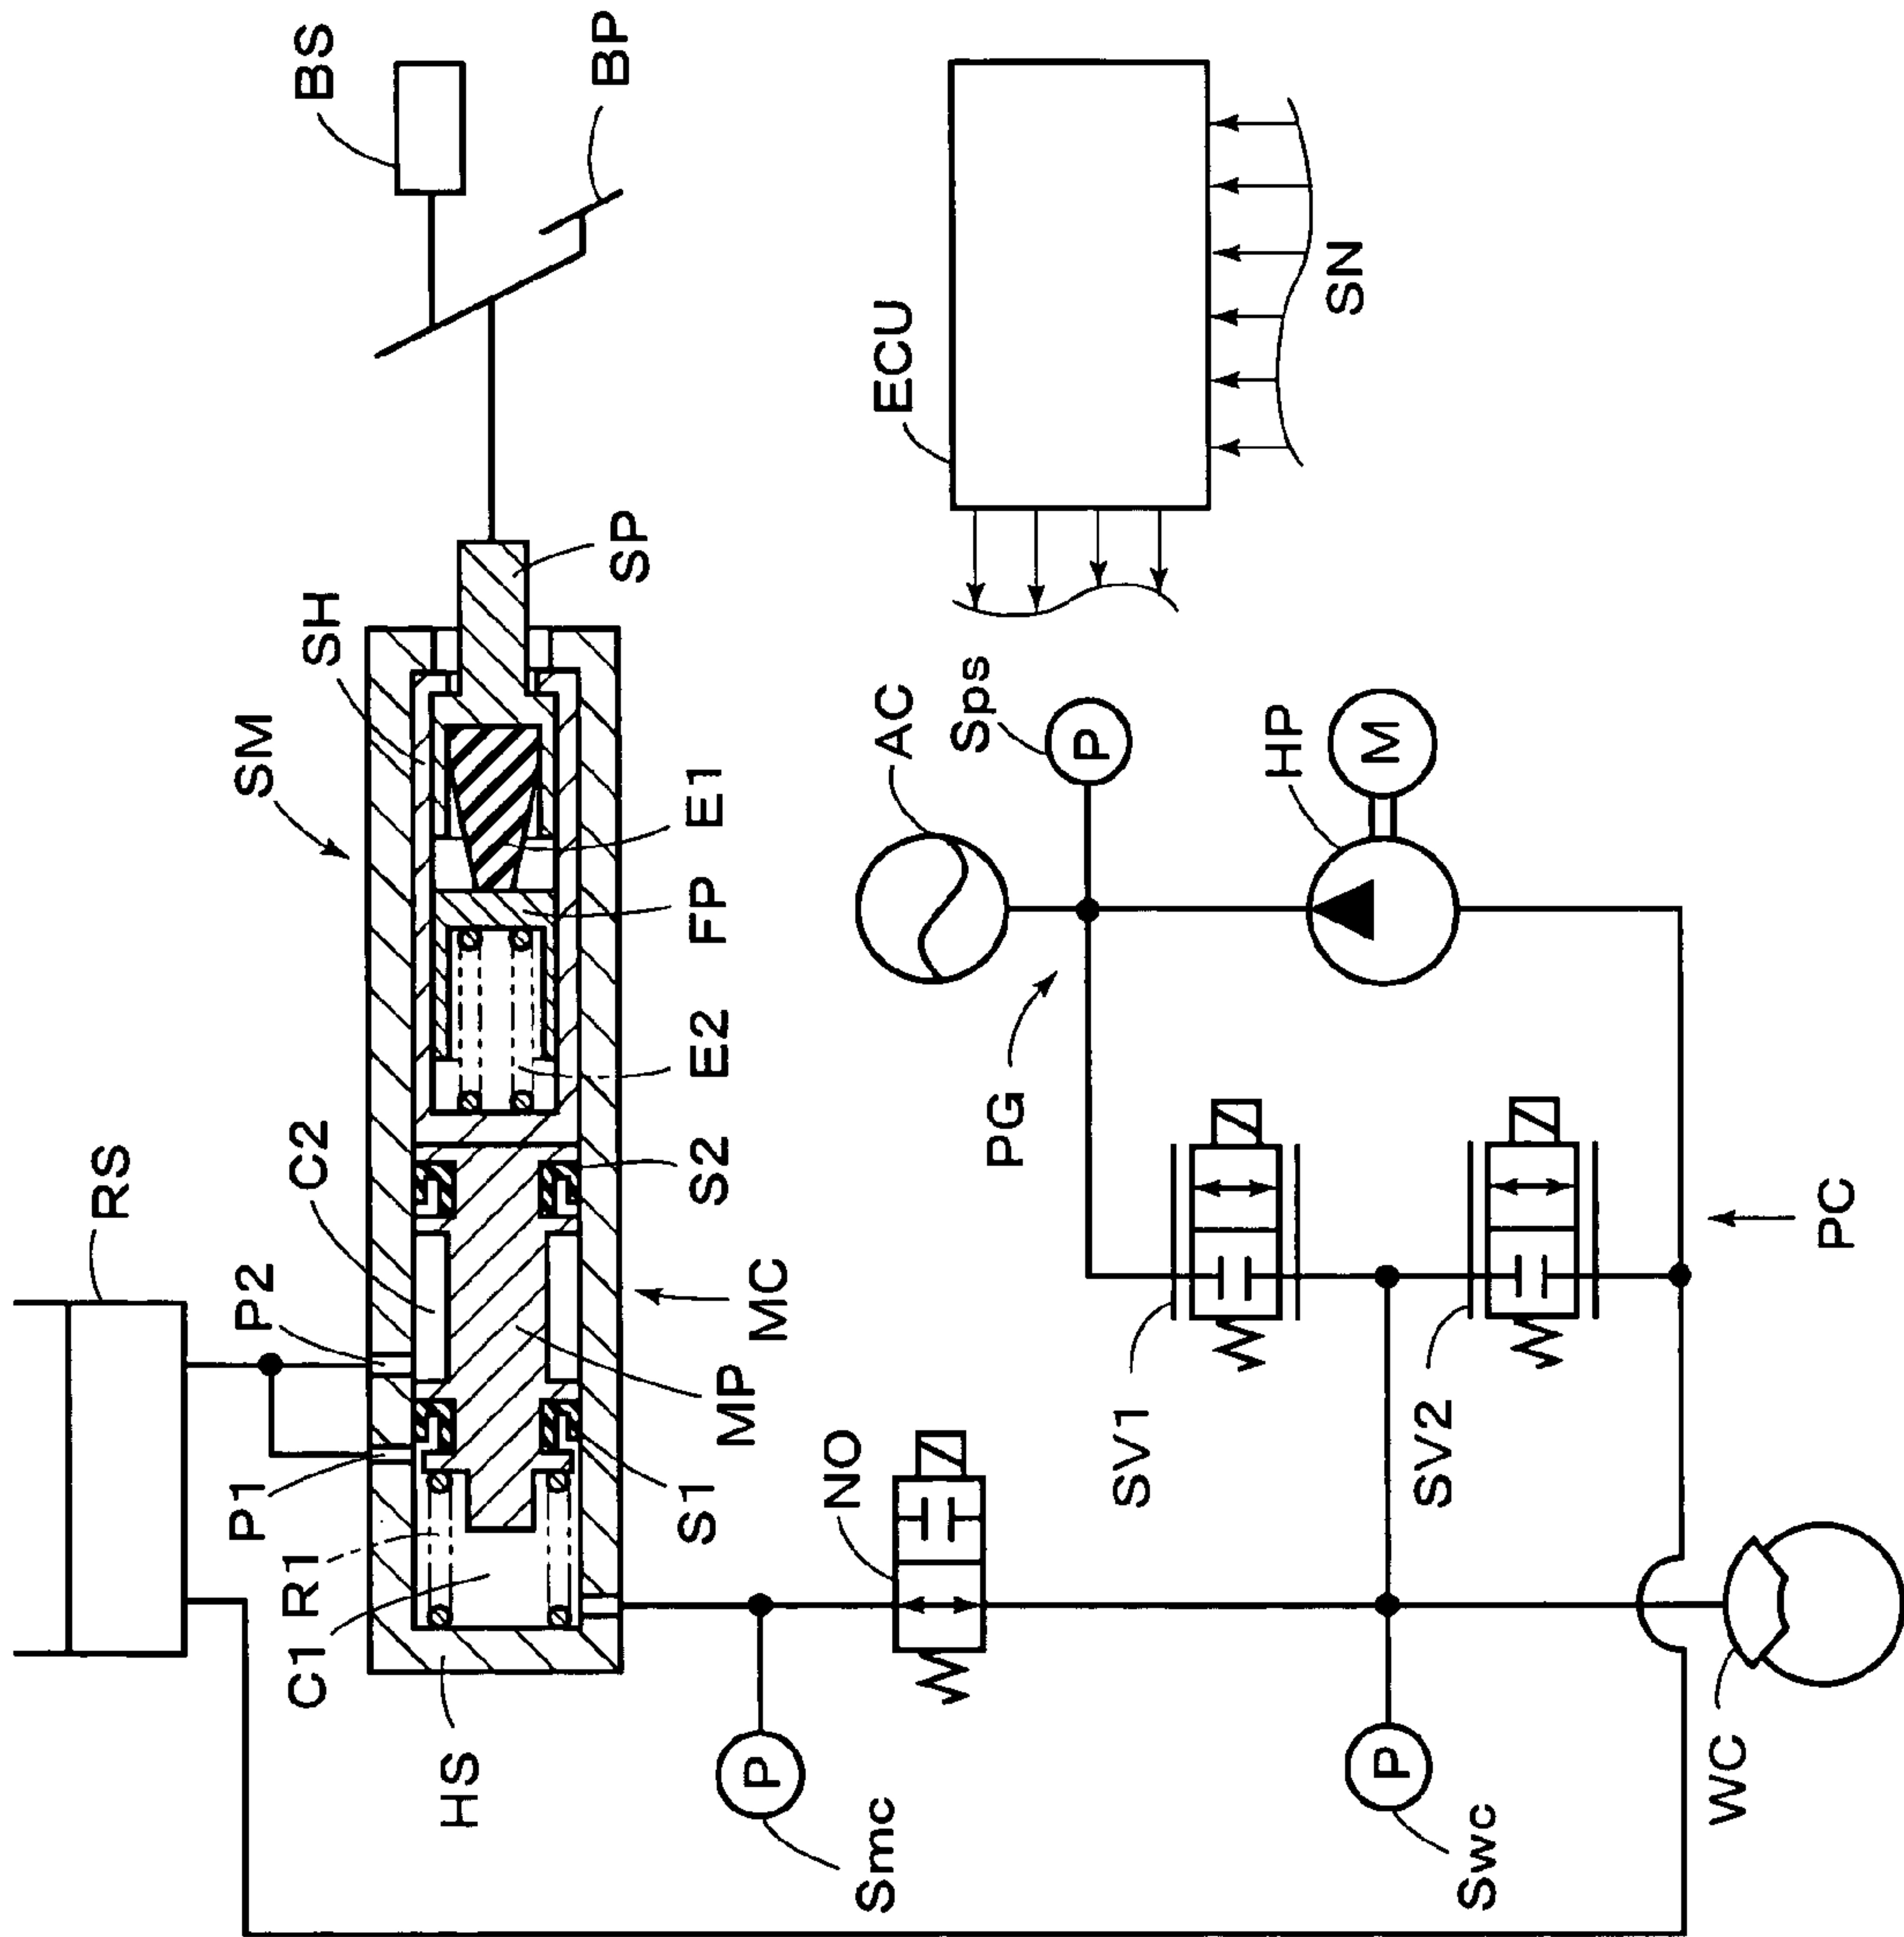 BS
BP
SN
ECU
SP
SH
SM
Sps
AC
P
HP
M
E1
FP
E2
PG
S2
C2
RS
P2
MC
PC
MP
SV1
SV2
NO
S1
P1
R1
C1
HS
P
Smc
P
Swc
WC